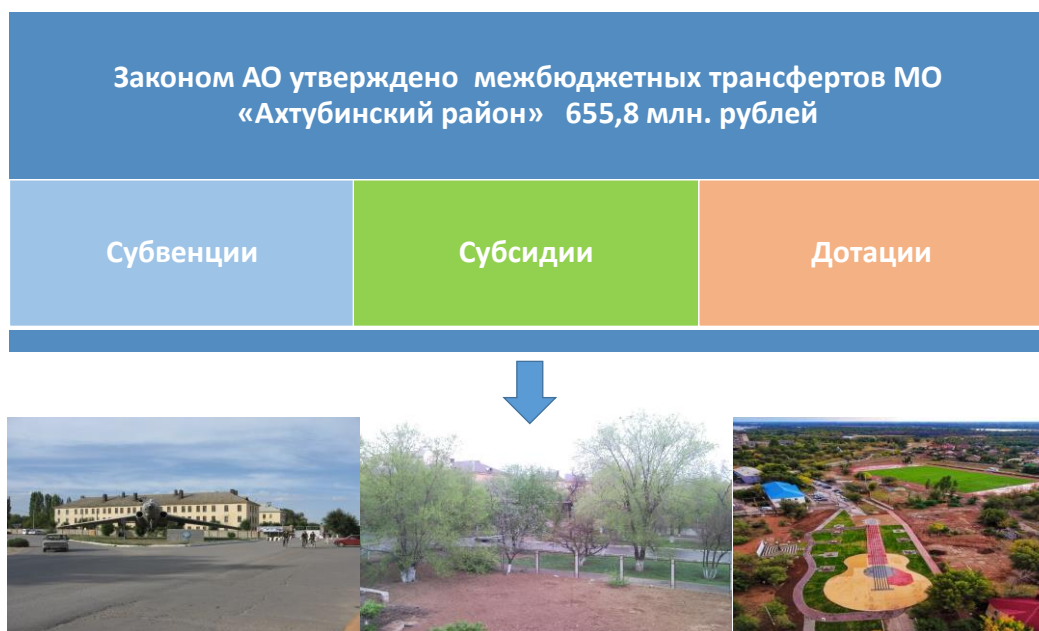 Законом АО утверждено межбюджетных трансфертов МО
«Ахтубинский район» 655,8 млн. рублей
Субвенции
Субсидии
Дотации